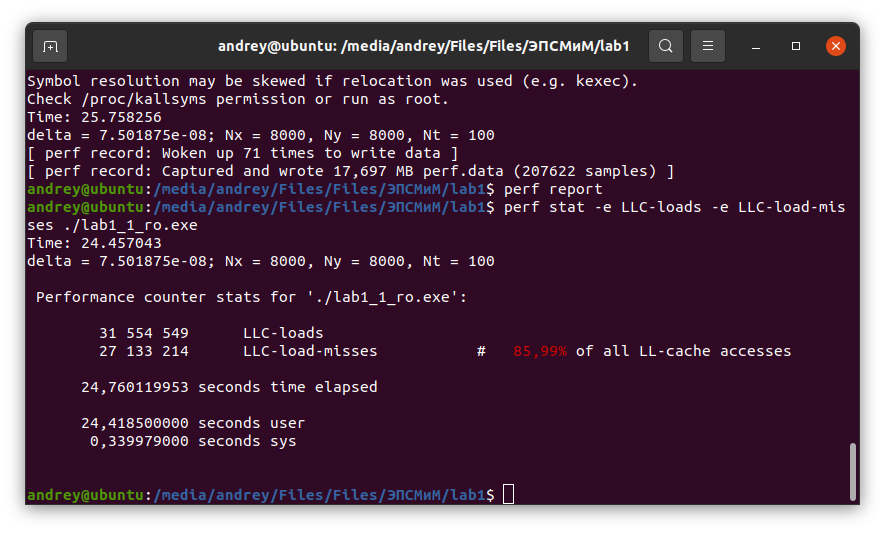 andrey@ubuntu: /media/andrey/Files/Files/ЭПСМиМ/lab1
Symbol resolution may be skewed if relocation was used (e.g. kexec).
Check /proc/kallsyms permission or run as root.
Time: 25.758256
delta = 7.501875e-08; Nx = 8000, Ny = 8000, Nt = 100
[ perf record: Woken up 71 times to write data ]
[ perf record: Captured and wrote 17,697 MB perf.data (207622 samples) ]
andrey@ubuntu:/media/andrey/Files/Files/ЭПСМиМ/lab1$ perf report
andrey@ubuntu:/media/andrey/Files/Files/ЭПСМиМ/lab1$ perf stat -e LLC-loads -e LLC-load-mis
ses ./lab1_1_ro.exe
Time: 24.457043
delta = 7.501875e-08; Nx = 8000, Ny = 8000, Nt = 100
Performance counter stats for './lab1_1_ro.exe':
31 554 549 LLC-loads
27 133 214 LLC-load-misses # 85,99% of all LL-cache accesses
24,760119953 seconds time elapsed
24,418500000 seconds user
0,339979000 seconds sys
andrey@ubuntu:/media/andrey/Files/Files/ЭПСМиМ/lab1$